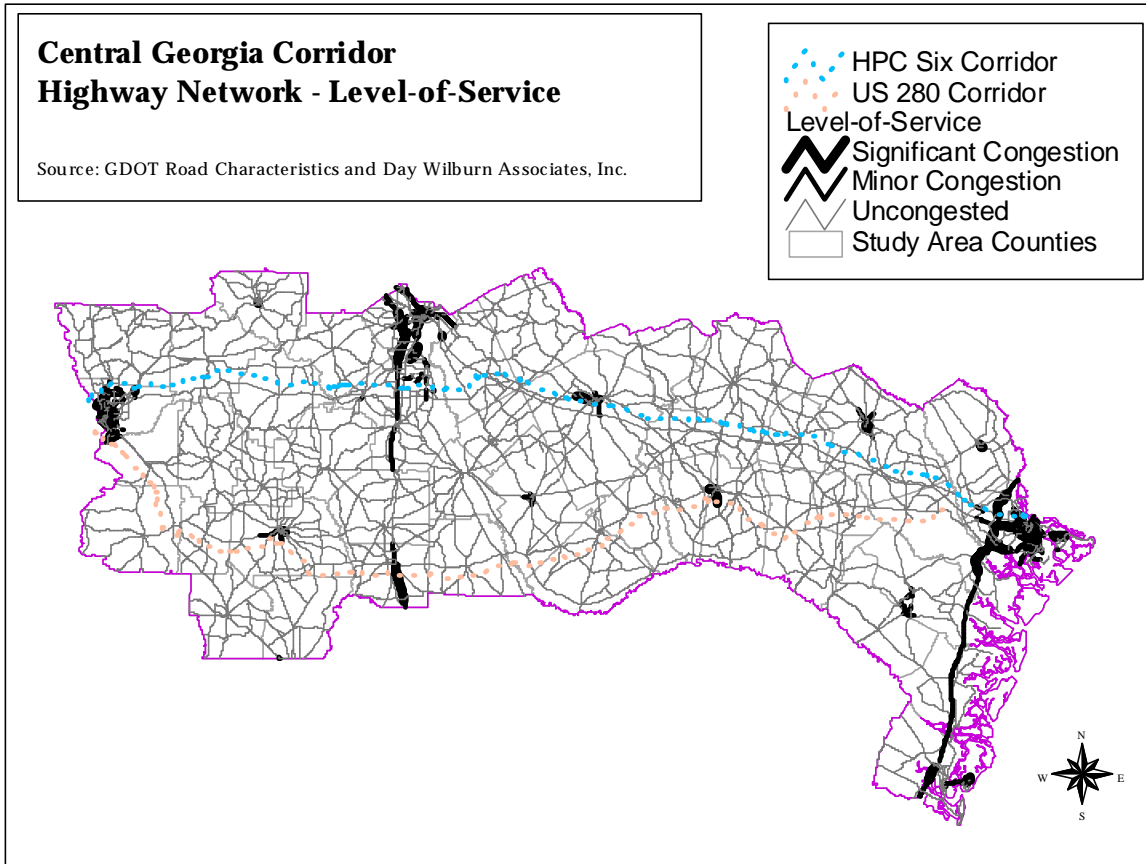 Central Georgia Corridor
Highway Network - Level-of-Service
Source: GDOT Road Characteristics and Day Wilburn Associates, Inc.
HPC Six Corridor
US 280 Corridor
Level-of-Service
Significant Congestion
Minor Congestion
Uncongested
Study Area Counties
N
W E
S